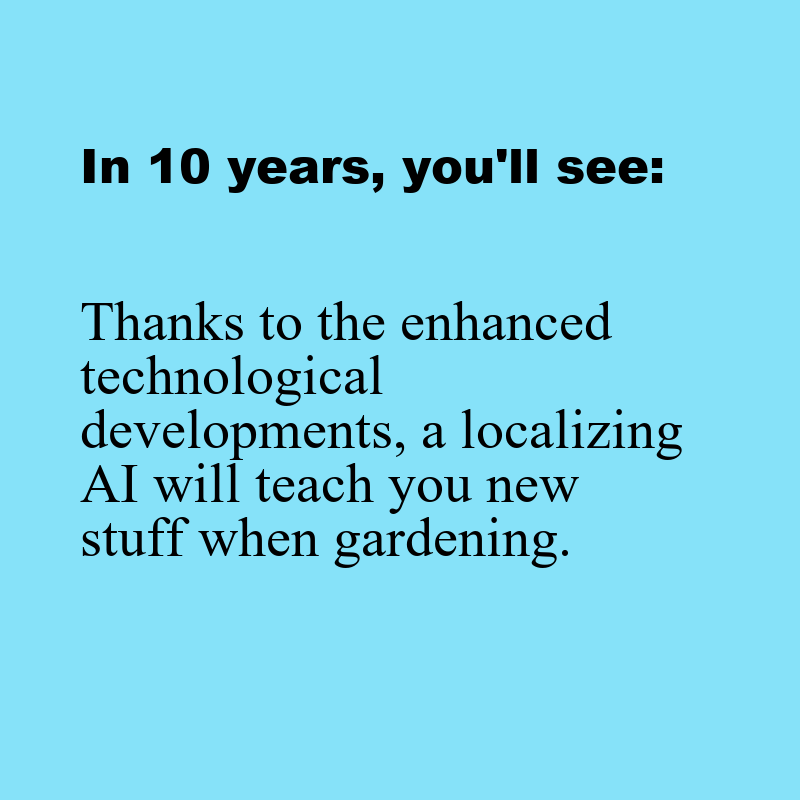 In 10 years, you'll see:
Thanks to the enhanced
technological
developments, a localizing
AI will teach you new
stuff when gardening.